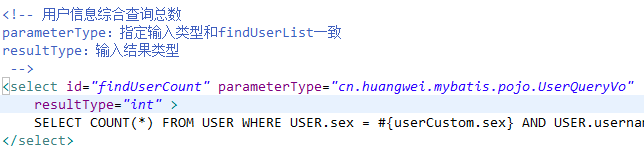 <!-- 用户信息综合查询总数
parameterType：指定输入类型和findUserList一致
resultType：输入结果类型
-->
<select id="findUserCount" parameterType="cn.huangwei.mybatis.pojo.UserQueryVo"
resultType="int" >
SELECT COUNT(*) FROM USER WHERE USER.sex = #{userCustom.sex} AND USER.userna
</select>